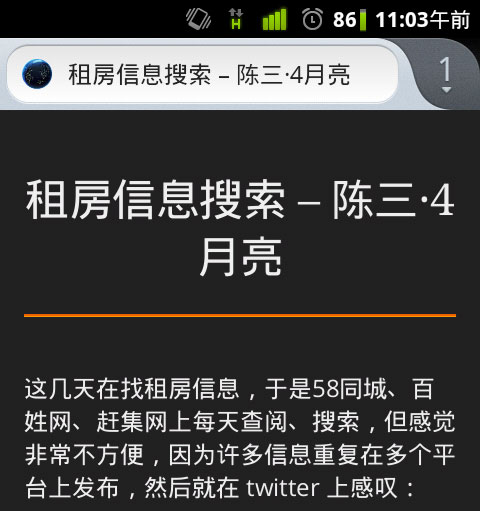 H 86 11:03午前
租房信息搜索 – 陈三·4月亮
1
租房信息搜索 – 陈三·4
月亮
这几天在找租房信息，于是58同城、百
姓网、赶集网上每天查阅、搜索，但感觉
非常不方便，因为许多信息重复在多个平
台上发布，然后就在 twitter 上感叹：